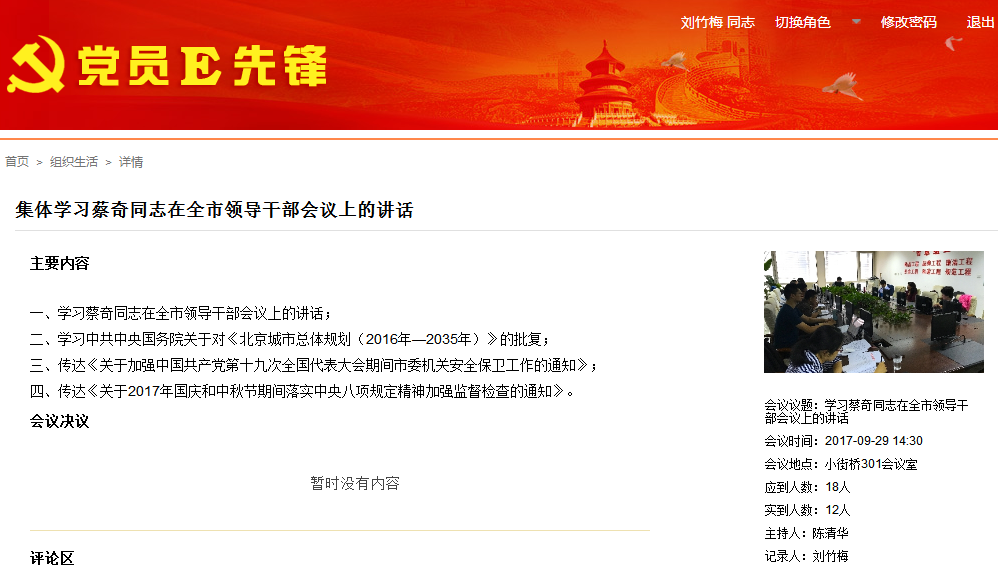 刘竹梅 同志 切换角色 修改密码 退出
党员E先锋
首页 > 组织生活 > 详情
集体学习蔡奇同志在全市领导干部会议上的讲话
主要内容
一、学习蔡奇同志在全市领导干部会议上的讲话；
二、学习中共中央国务院关于对《北京城市总体规划（2016年—2035年）》的批复；
三、传达《关于加强中国共产党第十九次全国代表大会期间市委机关安全保卫工作的通知》；
四、传达《关于2017年国庆和中秋节期间落实中央八项规定精神加强监督检查的通知》。
会议决议
暂时没有内容
评论区
会议议题：学习蔡奇同志在全市领导干
部会议上的讲话
会议时间：2017-09-29 14:30
会议地点：小街桥301会议室
应到人数：18人
实到人数：12人
主持人：陈清华
记录人：刘竹梅